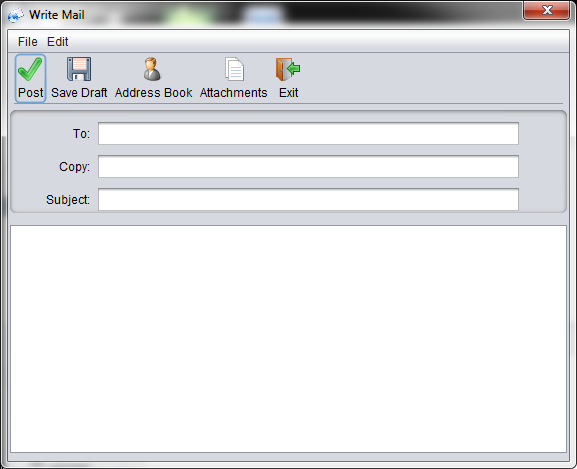 Write Mail
File Edit
Post Save Draft Address Book Attachments Exit
To:
Copy:
Subject: